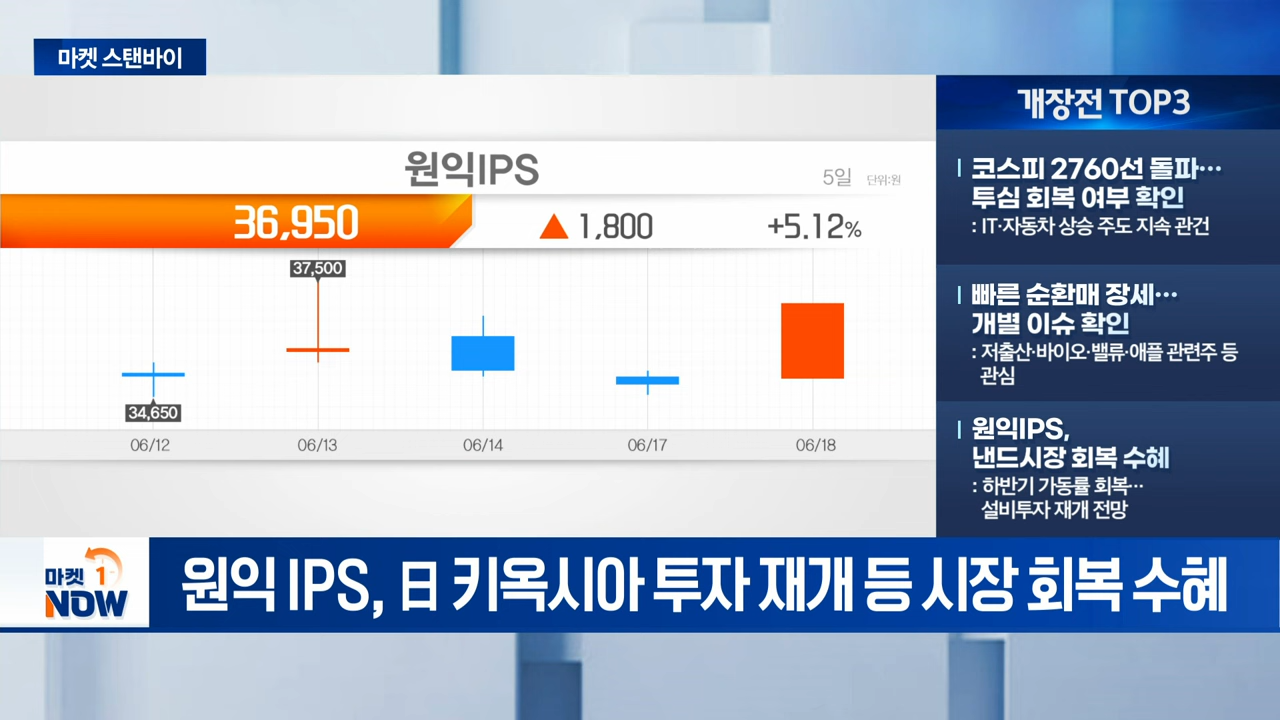 마켓 스탠바이
원익IPS
5일 단위:원
36,950 ▲ 1,800 +5.12%
37,500
34,650
06/12 06/13 06/14 06/17 06/18
개장전 TOP3
코스피 2760선 돌파…
투심 회복 여부 확인
: IT·자동차 상승 주도 지속 관건
빠른 순환매 장세…
개별 이슈 확인
: 저출산·바이오·밸류·애플 관련주 등
관심
원익IPS,
낸드시장 회복 수혜
: 하반기 가동률 회복…
설비투자 재개 전망
마켓 1
NOW
원익 IPS, 日 키옥시아 투자 재개 등 시장 회복 수혜